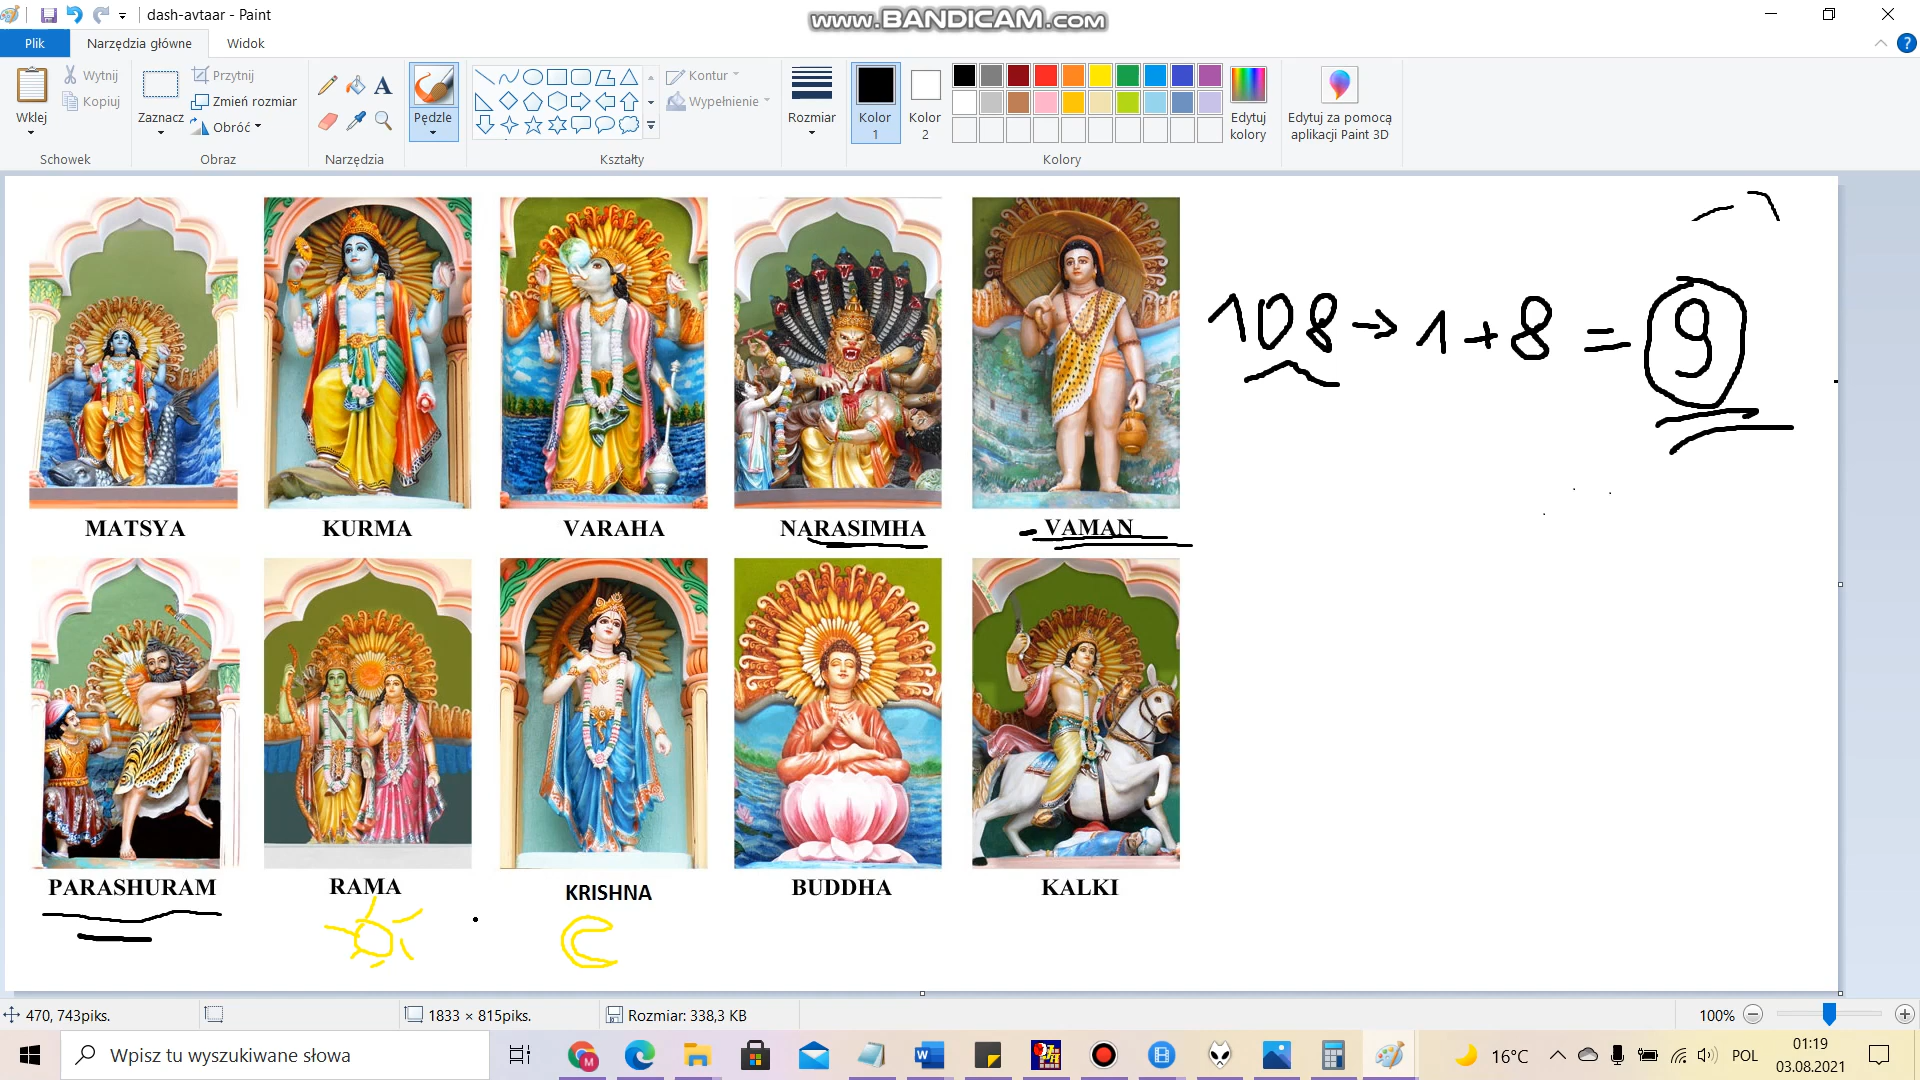 dash-avtaar - Paint
www.BANDICAM.com
Plik
Narzędzia główne
Widok
Wklej
Wytnij
Kopiuj
Schowek
Zaznacz
Przytnij
Zmień rozmiar
Obróć
Obraz
A
Narzędzia
Pędzle
Kontur
Wypełnienie
Kształty
Rozmiar
Kolor 1
Kolor 2
Edytuj kolory
Kolory
Edytuj za pomocą aplikacji Paint 3D
108 → 1 + 8 = 9
MATSYA
KURMA
VARAHA
NARASIMHA
VAMAN
PARASHURAM
RAMA
KRISHNA
BUDDHA
KALKI
470, 743piks.
1833 × 815piks.
Rozmiar: 338,3 KB
100%
Wpisz tu wyszukiwane słowa
16°C
POL
01:19
03.08.2021